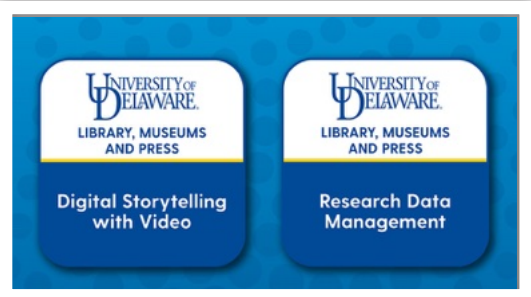 UNIVERSITY OF
DELAWARE.
LIBRARY, MUSEUMS
AND PRESS
Digital Storytelling
with Video
UNIVERSITY OF
DELAWARE.
LIBRARY, MUSEUMS
AND PRESS
Research Data
Management